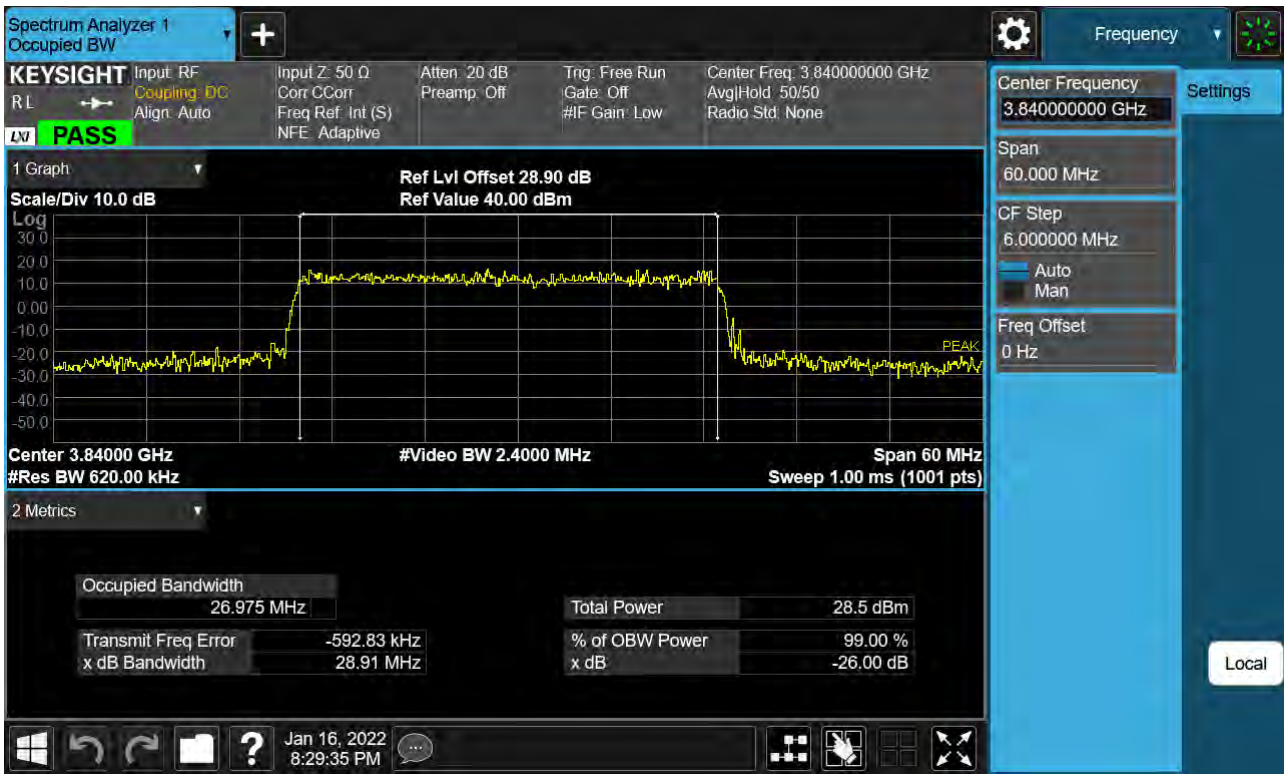 Spectrum Analyzer 1
Occupied BW
Frequency
KEYSIGHT
R L
LXI
PASS
Input: RF
Coupling: DC
Align: Auto
Input Z: 50 Ω
Corr CCorr
Freq Ref: Int (S)
NFE: Adaptive
Atten: 20 dB
Preamp: Off
Trig: Free Run
Gate: Off
#IF Gain: Low
Center Freq: 3.840000000 GHz
Avg|Hold: 50/50
Radio Std: None
1 Graph
Scale/Div 10.0 dB
Ref Lvl Offset 28.90 dB
Ref Value 40.00 dBm
Log
30.0
20.0
10.0
0.00
-10.0
-20.0
-30.0
-40.0
-50.0
PEAK
Center 3.84000 GHz
#Res BW 620.00 kHz
#Video BW 2.4000 MHz
Span 60 MHz
Sweep 1.00 ms (1001 pts)
2 Metrics
Occupied Bandwidth
26.975 MHz
Transmit Freq Error -592.83 kHz
x dB Bandwidth 28.91 MHz
Total Power 28.5 dBm
% of OBW Power 99.00 %
x dB -26.00 dB
Center Frequency
3.840000000 GHz
Span
60.000 MHz
CF Step
6.000000 MHz
Auto
Man
Freq Offset
0 Hz
Settings
Local
?
Jan 16, 2022
8:29:35 PM